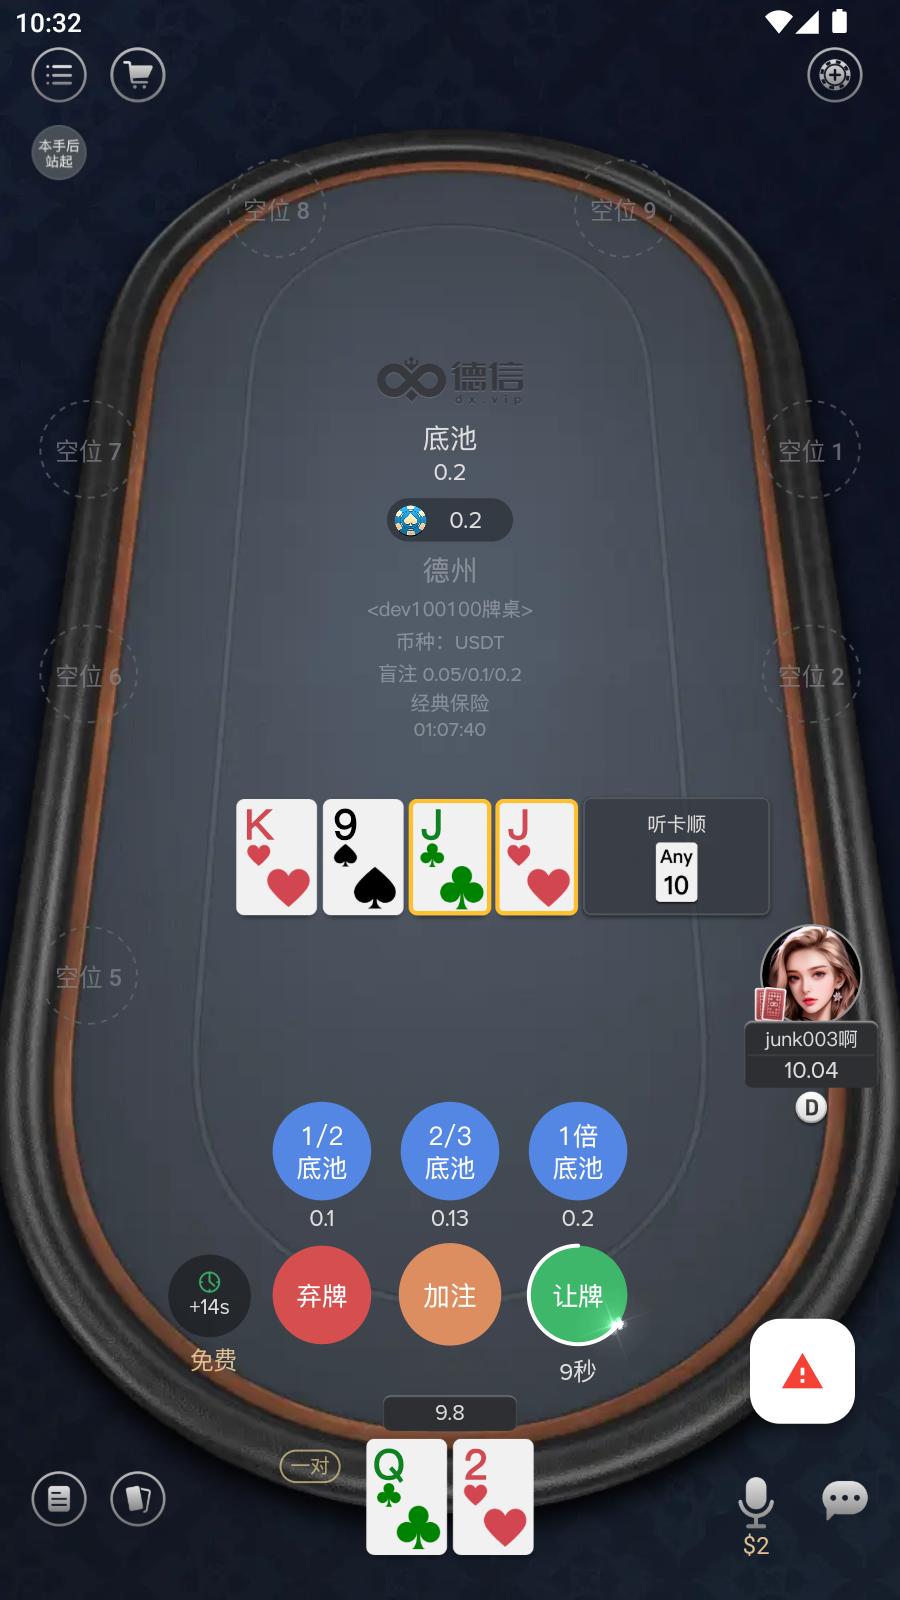 10:32
本手后
站起
空位 8
空位 9
德信
dx.vip
底池
0.2
0.2
空位 7
空位 1
德州
<dev100100牌桌>
币种：USDT
盲注 0.05/0.1/0.2
经典保险
01:07:40
空位 6
空位 2
K
9
J
J
听卡顺
Any
10
空位 5
junk003啊
10.04
D
1/2
底池
2/3
底池
1倍
底池
0.1
0.13
0.2
+14s
弃牌
加注
让牌
免费
9秒
9.8
一对
Q
2
$2